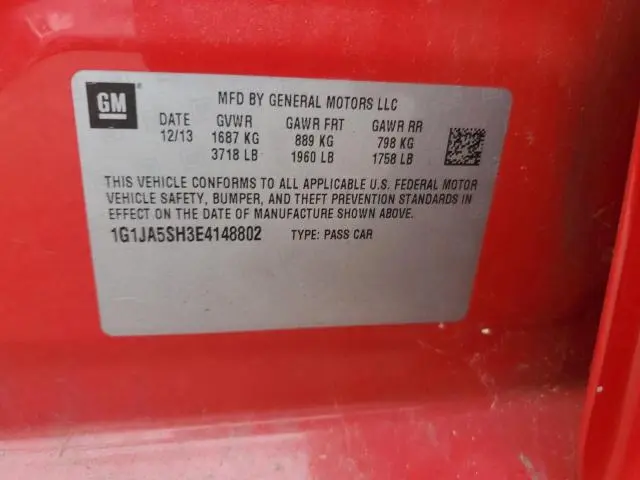 GM
MFD BY GENERAL MOTORS LLC
DATE GVWR GAWR FRT GAWR RR
12/13 1687 KG 889 KG 798 KG
3718 LB 1960 LB 1758 LB
THIS VEHICLE CONFORMS TO ALL APPLICABLE U.S. FEDERAL MOTOR
VEHICLE SAFETY, BUMPER, AND THEFT PREVENTION STANDARDS IN
EFFECT ON THE DATE OF MANUFACTURE SHOWN ABOVE.
1G1JA5SH3E4148802 TYPE: PASS CAR